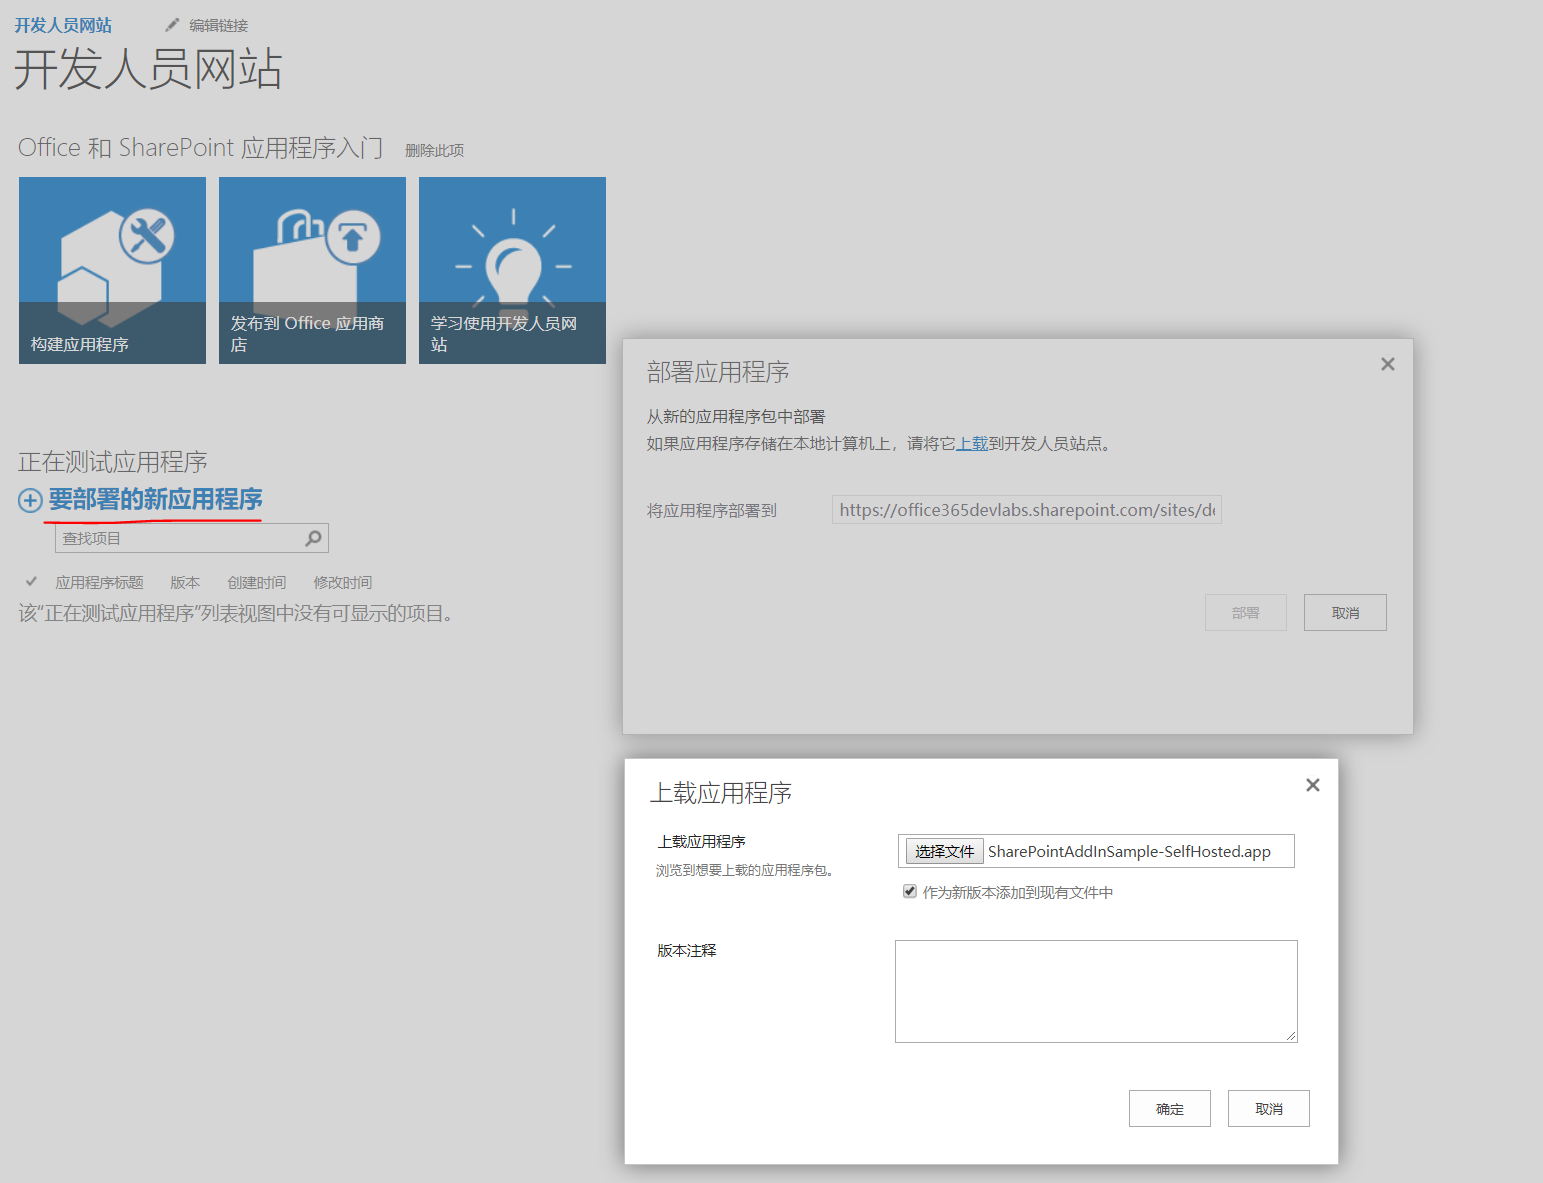 开发人员网站 编辑链接
开发人员网站
Office 和 SharePoint 应用程序入门 删除此项
构建应用程序
发布到 Office 应用商
店
学习使用开发人员网
站
正在测试应用程序
要部署的新应用程序
查找项目
应用程序标题 版本 创建时间 修改时间
该“正在测试应用程序”列表视图中没有可显示的项目。
部署应用程序
从新的应用程序包中部署
如果应用程序存储在本地计算机上，请将它上载到开发人员站点。
将应用程序部署到 https://office365devlabs.sharepoint.com/sites/de
部署 取消
上载应用程序
上载应用程序
浏览到想要上载的应用程序包。
选择文件 SharePointAddInSample-SelfHosted.app
作为新版本添加到现有文件中
版本注释
确定 取消